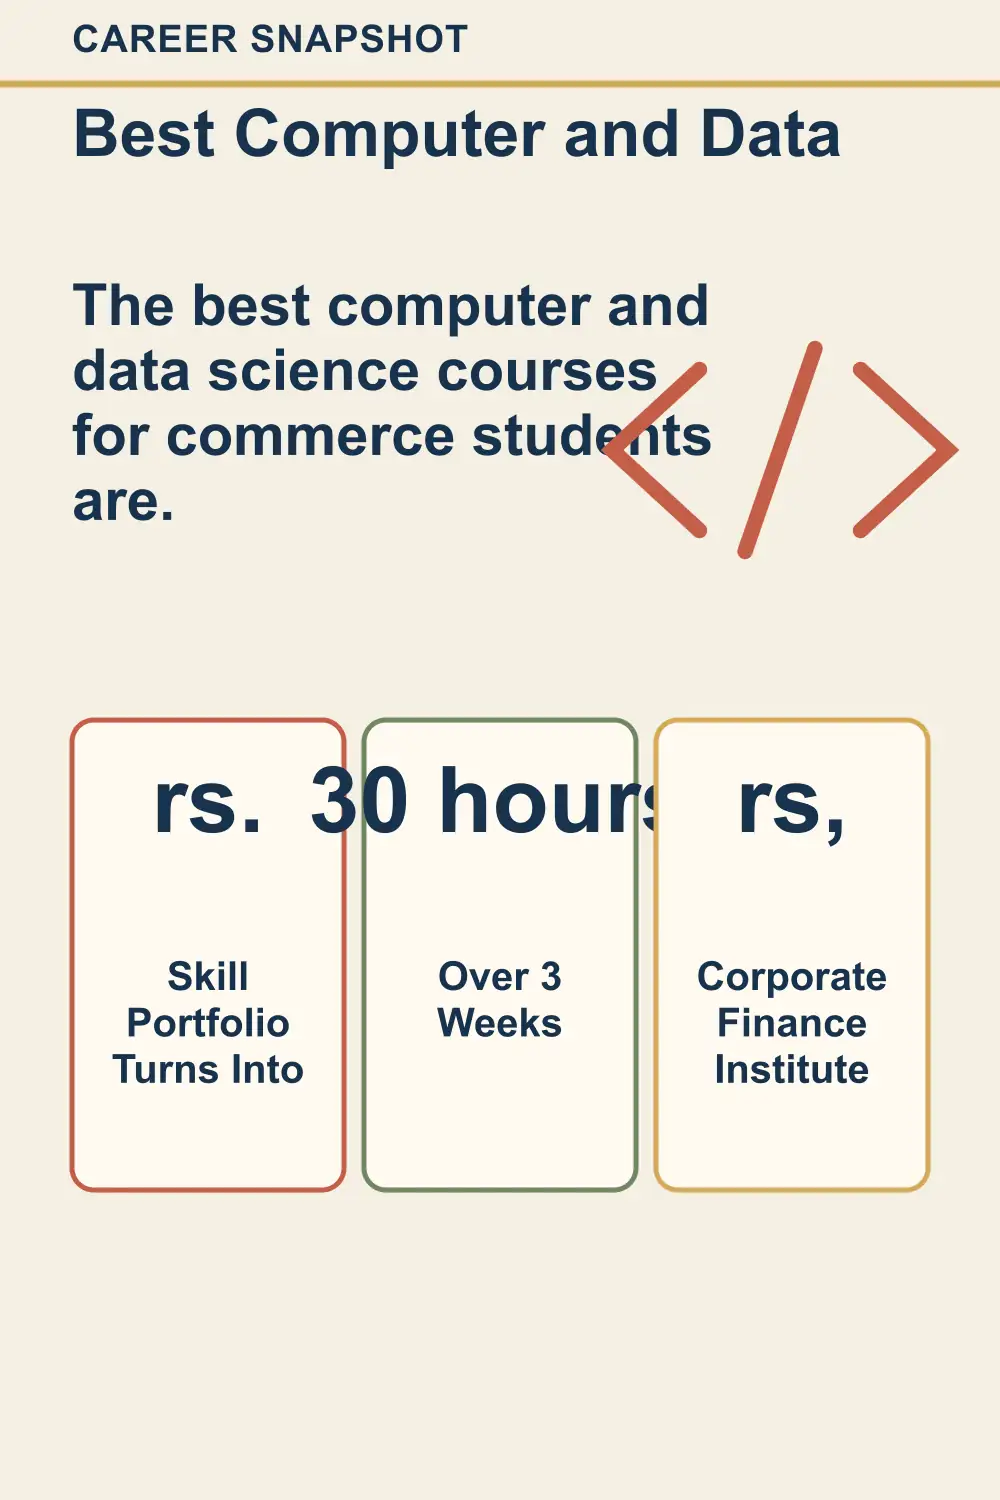 CAREER SNAPSHOT
Best Computer and Data
The best computer and
data science courses
for commerce students
are.
rs.
Skill
Portfolio
Turns Into
30 hours
Over 3
Weeks
rs,
Corporate
Finance
Institute